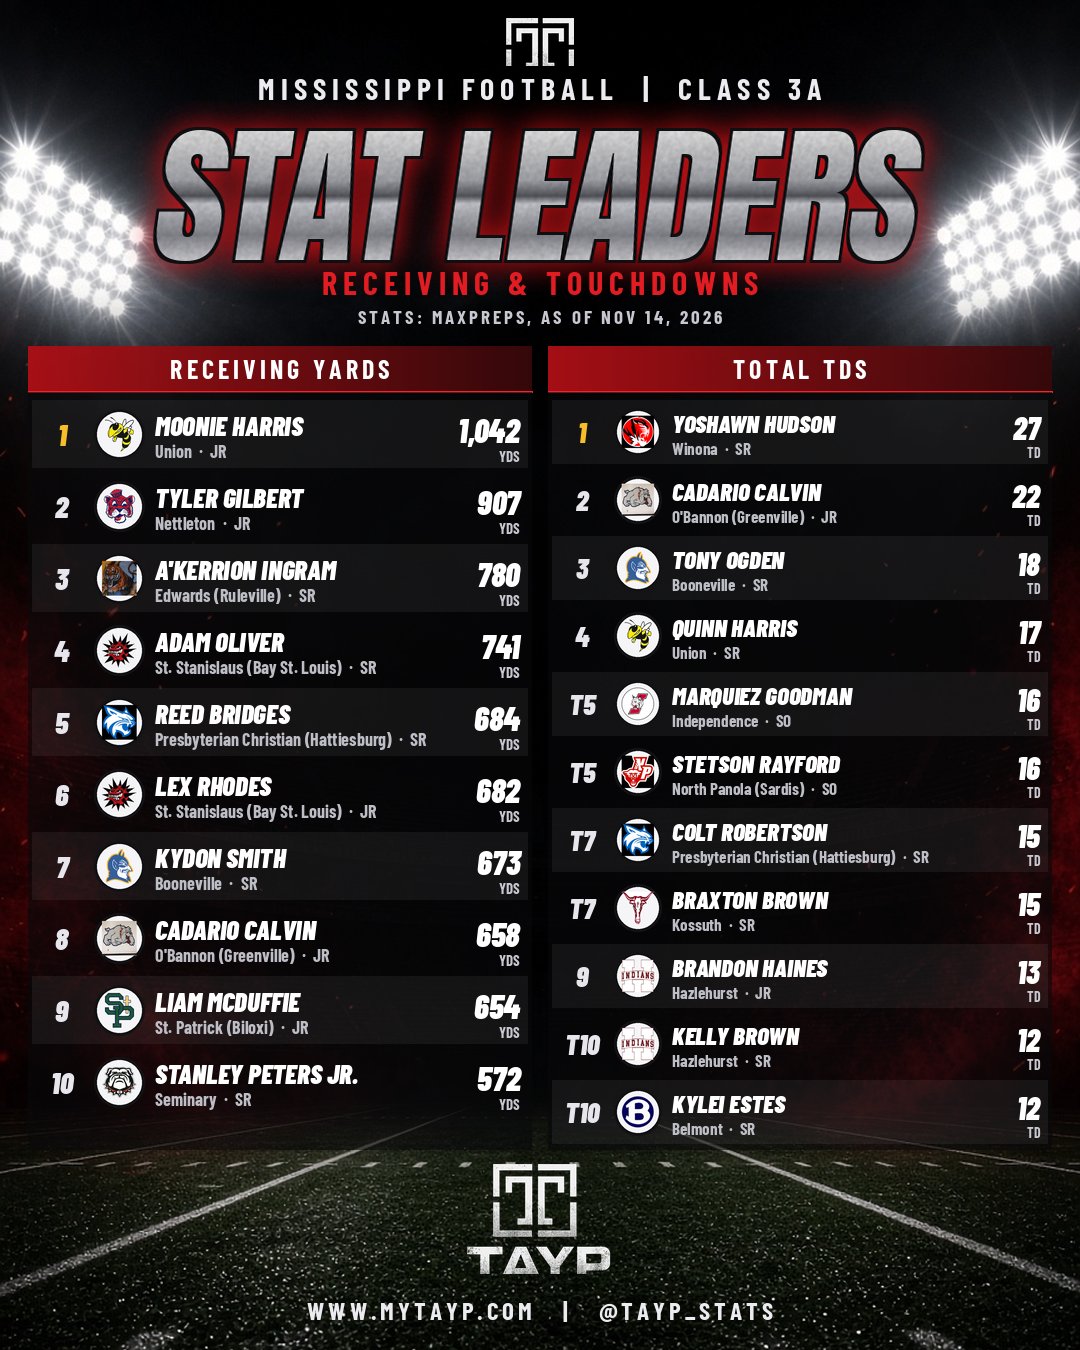 MISSISSIPPI FOOTBALL | CLASS 3A
STAT LEADERS
RECEIVING & TOUCHDOWNS
STATS: MAXPREPS, AS OF NOV 14, 2026
RECEIVING YARDS
1 MOONIE HARRIS 1,042
Union · JR YDS
2 TYLER GILBERT 907
Nettleton · JR YDS
3 A'KERRION INGRAM 780
Edwards (Ruleville) · SR YDS
4 ADAM OLIVER 741
St. Stanislaus (Bay St. Louis) · SR YDS
5 REED BRIDGES 684
Presbyterian Christian (Hattiesburg) · SR YDS
6 LEX RHODES 682
St. Stanislaus (Bay St. Louis) · JR YDS
7 KYDON SMITH 673
Booneville · SR YDS
8 CADARIO CALVIN 658
O'Bannon (Greenville) · JR YDS
9 LIAM MCDUFFIE 654
St. Patrick (Biloxi) · JR YDS
10 STANLEY PETERS JR. 572
Seminary · SR YDS
TOTAL TDS
1 YOSHAWN HUDSON 27
Winona · SR TD
2 CADARIO CALVIN 22
O'Bannon (Greenville) · JR TD
3 TONY OGDEN 18
Booneville · SR TD
4 QUINN HARRIS 17
Union · SR TD
T5 MARQUIEZ GOODMAN 16
Independence · SO TD
T5 STETSON RAYFORD 16
North Panola (Sardis) · SO TD
T7 COLT ROBERTSON 15
Presbyterian Christian (Hattiesburg) · SR TD
T7 BRAXTON BROWN 15
Kossuth · SR TD
9 BRANDON HAINES 13
INDIANS
Hazlehurst · JR TD
T10 KELLY BROWN 12
INDIANS
Hazlehurst · SR TD
T10 KYLEI ESTES 12
B
Belmont · SR TD
TAYP
WWW.MYTAYP.COM | @TAYP_STATS